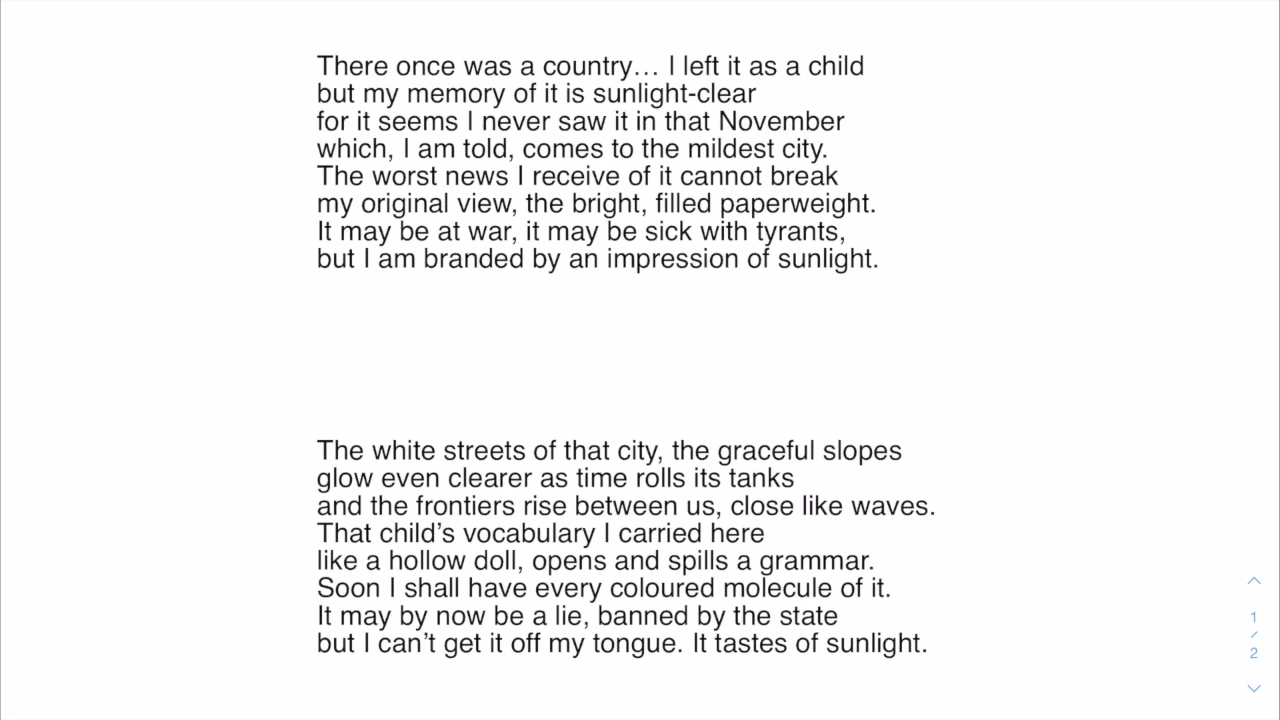 There once was a country… I left it as a child
but my memory of it is sunlight-clear
for it seems I never saw it in that November
which, I am told, comes to the mildest city.
The worst news I receive of it cannot break
my original view, the bright, filled paperweight.
It may be at war, it may be sick with tyrants,
but I am branded by an impression of sunlight.
The white streets of that city, the graceful slopes
glow even clearer as time rolls its tanks
and the frontiers rise between us, close like waves.
That child’s vocabulary I carried here
like a hollow doll, opens and spills a grammar.
Soon I shall have every coloured molecule of it.
It may by now be a lie, banned by the state
but I can’t get it off my tongue. It tastes of sunlight.
1
/
2